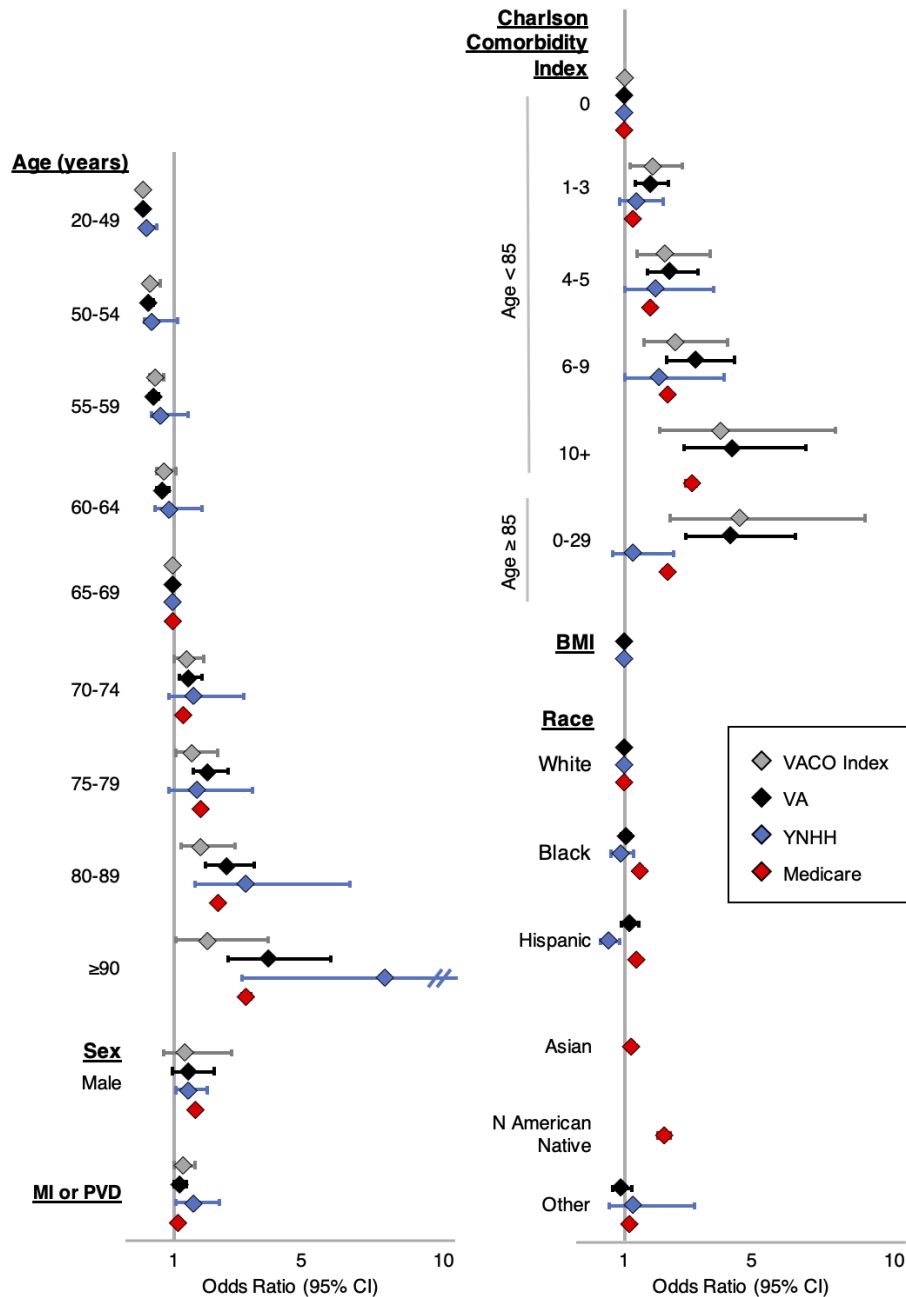 Age (years)
20-49
50-54
55-59
60-64
65-69
70-74
75-79
80-89
≥90
Sex
Male
MI or PVD
1
5
10
Odds Ratio (95% CI)
Charlson
Comorbidity
Index
0
Age < 85
1-3
4-5
6-9
10+
Age ≥ 85
0-29
BMI
Race
White
Black
Hispanic
Asian
N American
Native
Other
1
5
10
Odds Ratio (95% CI)
VACO Index
VA
YNHH
Medicare